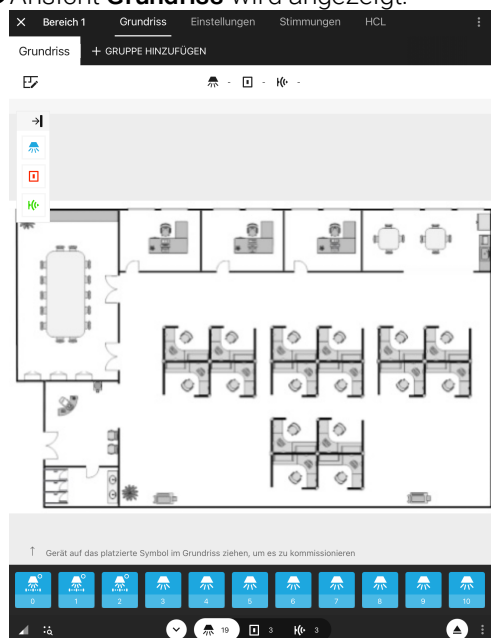 Ansicht Grundriss wird angezeigt.
Bereich 1 Grundriss Einstellungen Stimmungen HCL
Grundriss + GRUPPE HINZUFÜGEN
- - -
↑ Gerät auf das platzierte Symbol im Grundriss ziehen, um es zu kommissionieren
0 1 2 3 4 5 6 7 8 9 10
19 3 3